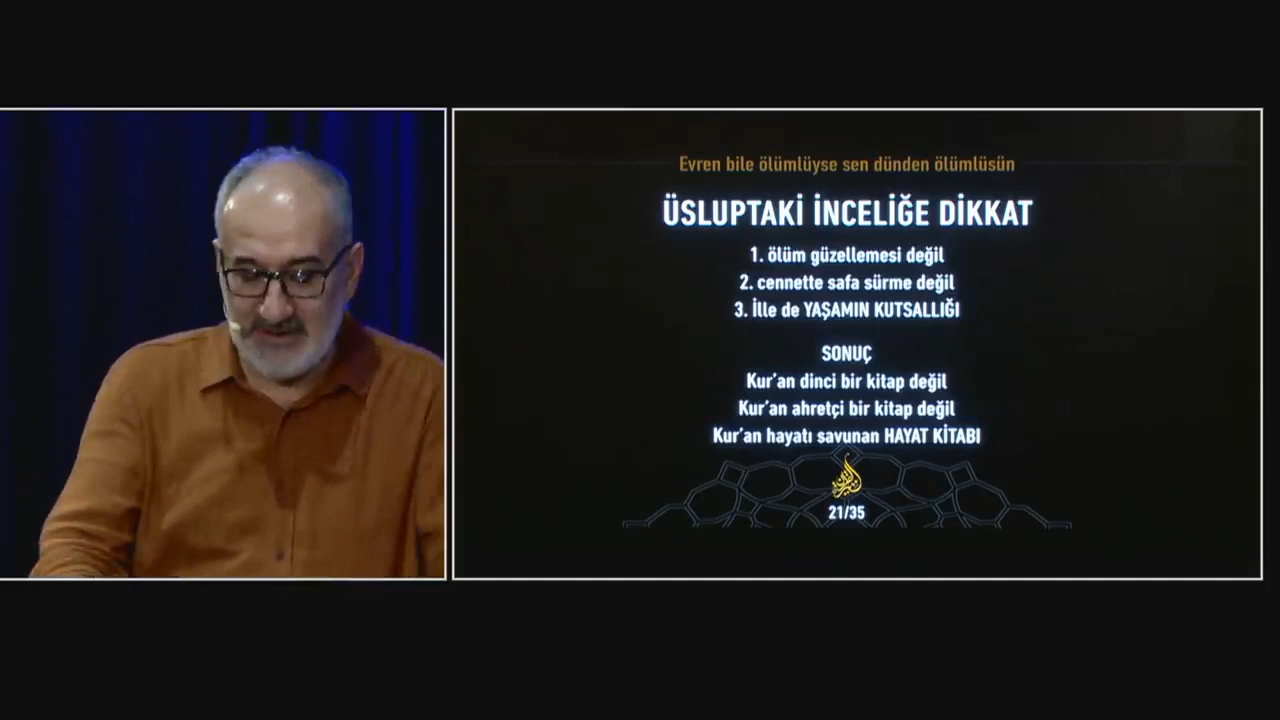 Evren bile ölümlüyse sen dünden ölümlüsün
ÜSLUPTAKİ İNCELİĞE DİKKAT
1. ölüm güzellemesi değil
2. cennette safa sürme değil
3. İlle de YAŞAMIN KUTSALLIĞI
SONUÇ
Kur'an dinci bir kitap değil
Kur'an ahretçi bir kitap değil
Kur'an hayatı savunan HAYAT KİTABI
21/35